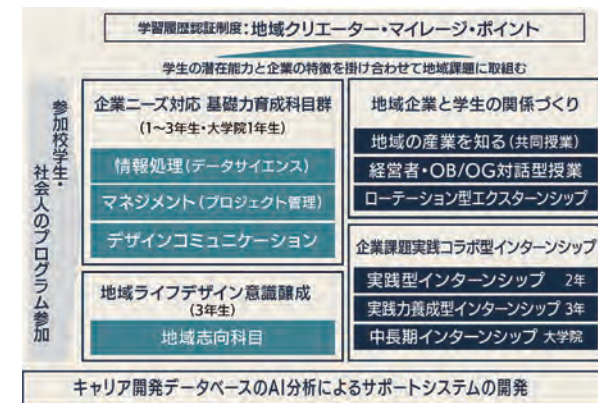 学習履歴認証制度:地域クリエーター・マイレージ・ポイント
学生の潜在能力と企業の特徴を掛け合わせて地域課題に取組む
参加校学生・
社会人のプログラム参加
企業ニーズ対応 基礎力育成科目群
(1~3年生・大学院1年生)
情報処理(データサイエンス)
マネジメント(プロジェクト管理)
デザインコミュニケーション
地域ライフデザイン意識醸成
(3年生)
地域志向科目
地域企業と学生の関係づくり
地域の産業を知る(共同授業)
経営者・OB/OG対話型授業
ローテーション型エクスターンシップ
企業課題実践コラボ型インターンシップ
実践型インターンシップ 2年
実践力養成型インターンシップ 3年
中長期インターンシップ 大学院
キャリア開発データベースのAI分析によるサポートシステムの開発